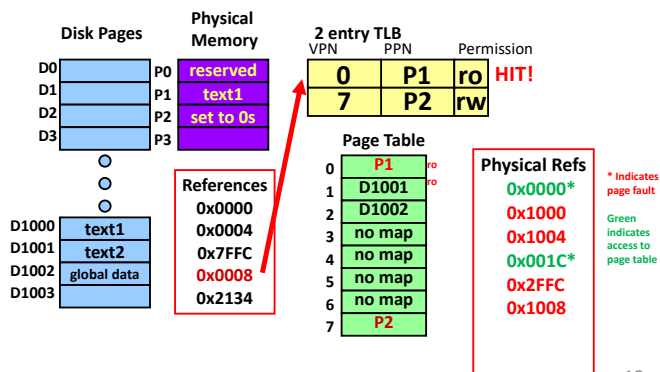 Disk Pages
D0
D1
D2
D3
D1000 text1
D1001 text2
D1002 global data
D1003
Physical
Memory
P0 reserved
P1 text1
P2 set to 0s
P3
References
0x0000
0x0004
0x7FFC
0x0008
0x2134
2 entry TLB
VPN PPN Permission
0 P1 ro HIT!
7 P2 rw
Page Table
0 P1 ro
1 D1001 ro
2 D1002
3 no map
4 no map
5 no map
6 no map
7 P2
Physical Refs
0x0000*
0x1000
0x1004
0x001C*
0x2FFC
0x1008
* Indicates
page fault
Green
indicates
access to
page table